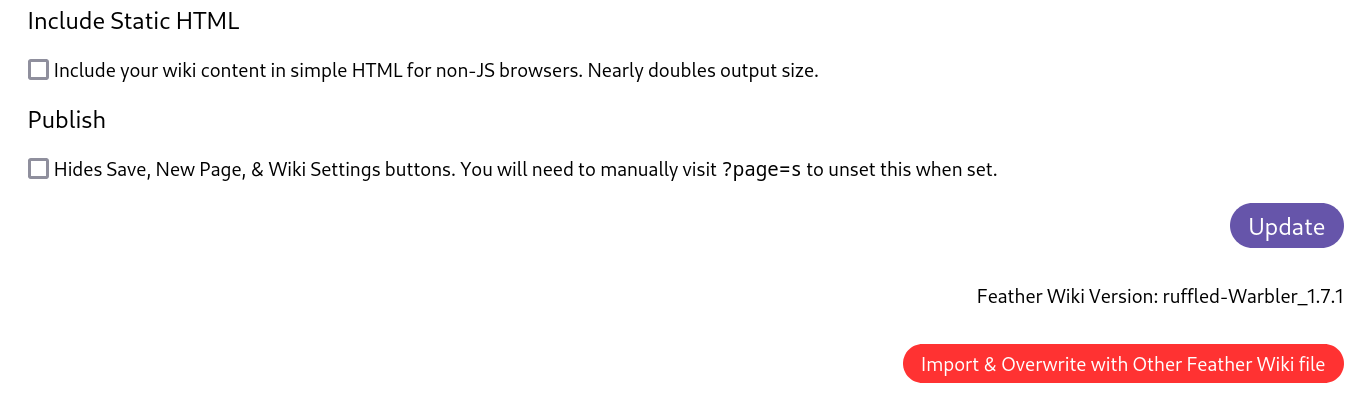 Include Static HTML
Include your wiki content in simple HTML for non-JS browsers. Nearly doubles output size.
Publish
Hides Save, New Page, & Wiki Settings buttons. You will need to manually visit ?page=s to unset this when set.
Update
Feather Wiki Version: ruffled-Warbler_1.7.1
Import & Overwrite with Other Feather Wiki file